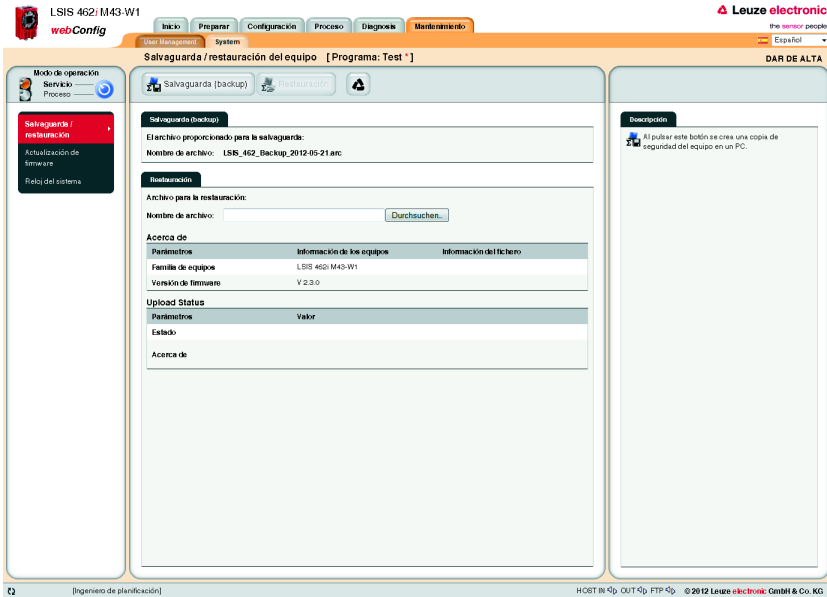 LSIS 462i M43-W1
webConfig
Leuze electronic
the sensor people
Inicio Preparar Configuración Proceso Diagnosis Mantenimiento
User Management System
Español
Salvaguarda / restauración del equipo [Programa: Test *]
DAR DE ALTA
Modo de operación
Servicio
Proceso
Salvaguarda (backup) Restauración
Salvaguarda /
restauración
Actualización de
firmware
Reloj del sistema
Salvaguarda (backup)
El archivo proporcionado para la salvaguarda:
Nombre de archivo: LSIS_462_Backup_2012-05-21.arc
Restauración
Archivo para la restauración:
Nombre de archivo: Durchsuchen..
Acerca de
Parámetros Información de los equipos Información del fichero
Familia de equipos LSIS 462i M43-W1
Versión de firmware V 2.3.0
Upload Status
Parámetros Valor
Estado
Acerca de
Descripción
Al pulsar este botón se crea una copia de
seguridad del equipo en un PC.
[Ingeniero de planificación]
HOST IN OUT FTP © 2012 Leuze electronic GmbH & Co. KG